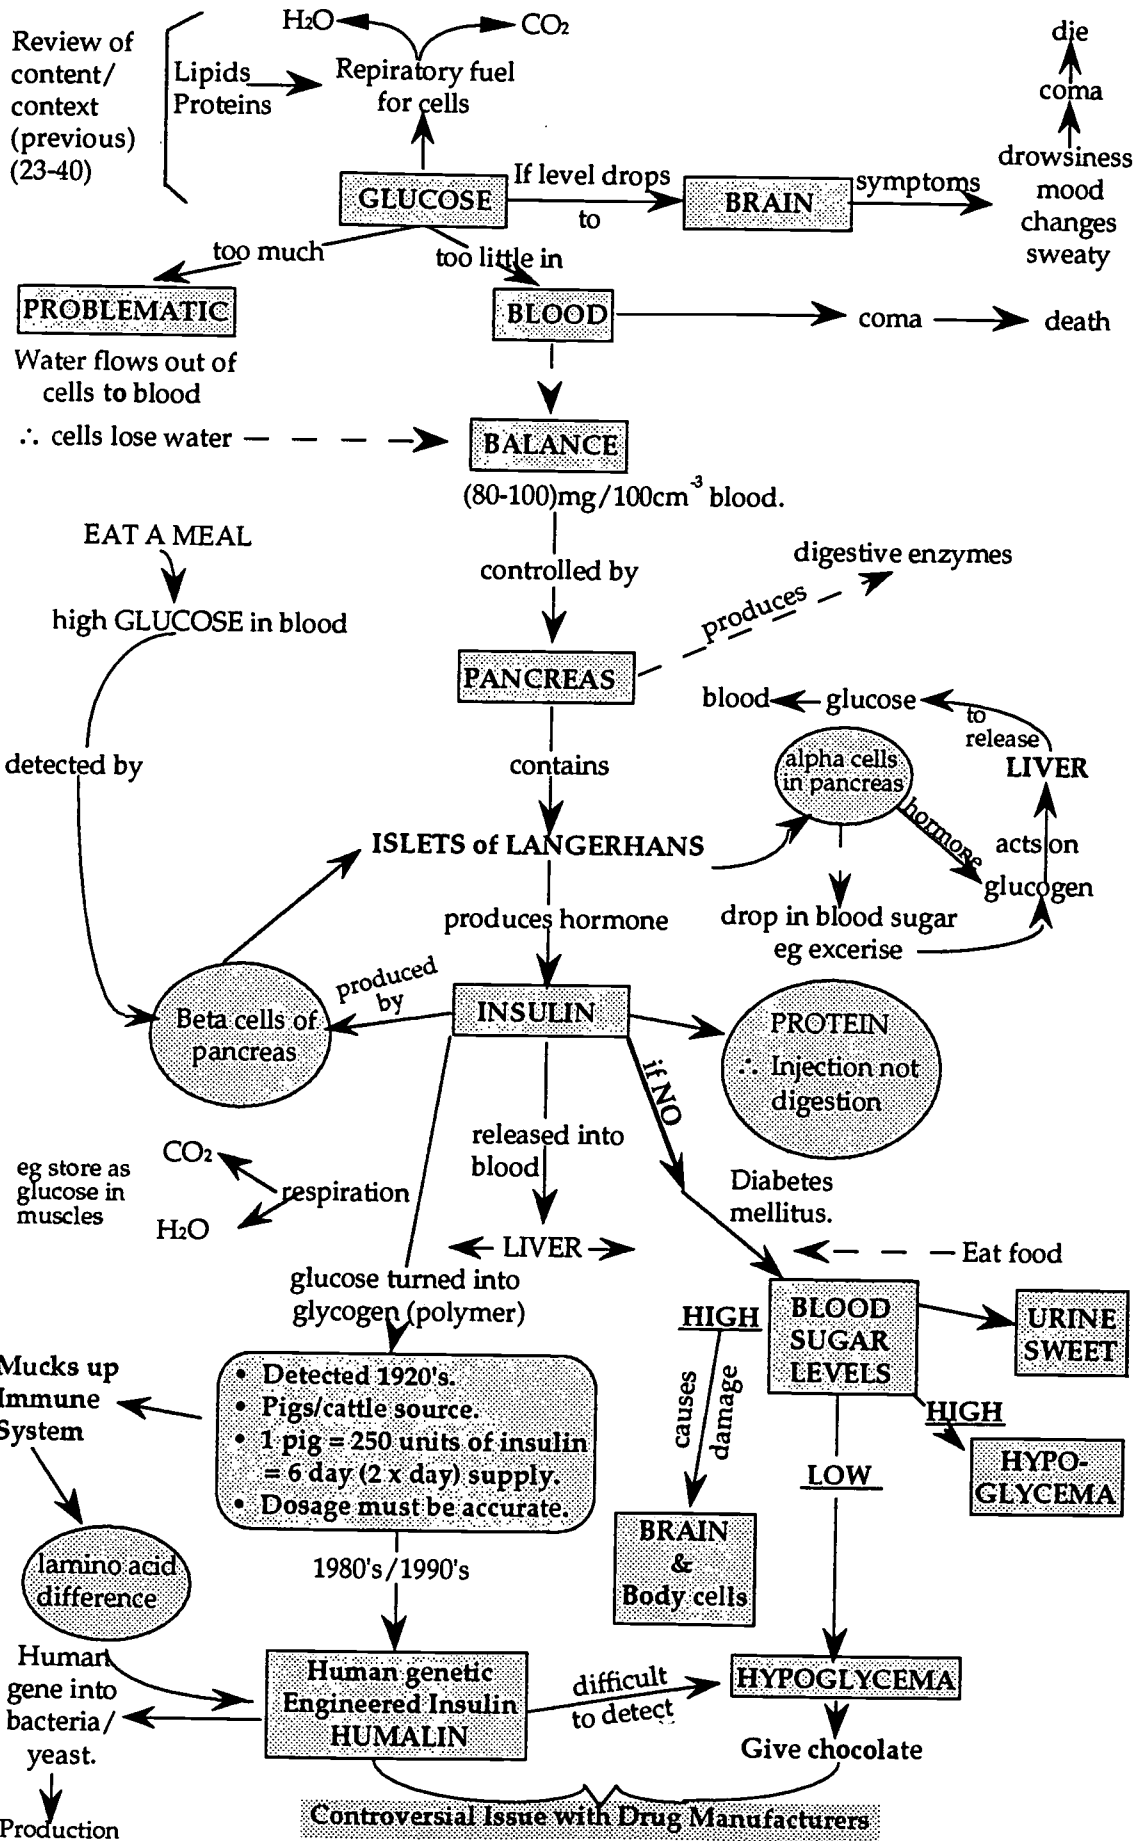 Review of
content/
context
(previous)
(23-40)
Lipids
Proteins
H2O
CO2
Repiratory fuel
for cells
GLUCOSE
If level drops
to
BRAIN
symptoms
die
coma
drowsiness
mood
changes
sweaty
too much
too little in
PROBLEMATIC
Water flows out of
cells to blood
∴ cells lose water
BLOOD
coma
death
BALANCE
(80-100)mg/100cm-3 blood.
EAT A MEAL
high GLUCOSE in blood
detected by
controlled by
PANCREAS
produces
digestive enzymes
contains
ISLETS of LANGERHANS
blood
glucose
to
release
LIVER
alpha cells
in pancreas
hormone
acts on
glucogen
drop in blood sugar
eg excerise
produces hormone
INSULIN
produced
by
Beta cells of
pancreas
PROTEIN
∴ Injection not
digestion
if NO
released into
blood
LIVER
CO2
H2O
respiration
eg store as
glucose in
muscles
glucose turned into
glycogen (polymer)
Diabetes
mellitus.
Eat food
BLOOD
SUGAR
LEVELS
URINE
SWEET
HIGH
causes
damage
BRAIN
&
Body cells
HIGH
HYPO-
GLYCEMA
LOW
HYPOGLYCEMA
Give chocolate
• Detected 1920's.
• Pigs/cattle source.
• 1 pig = 250 units of insulin
= 6 day (2 x day) supply.
• Dosage must be accurate.
Mucks up
Immune
System
lamino acid
difference
1980's/1990's
Human genetic
Engineered Insulin
HUMALIN
difficult
to detect
Human
gene into
bacteria/
yeast.
Production
Controversial Issue with Drug Manufacturers